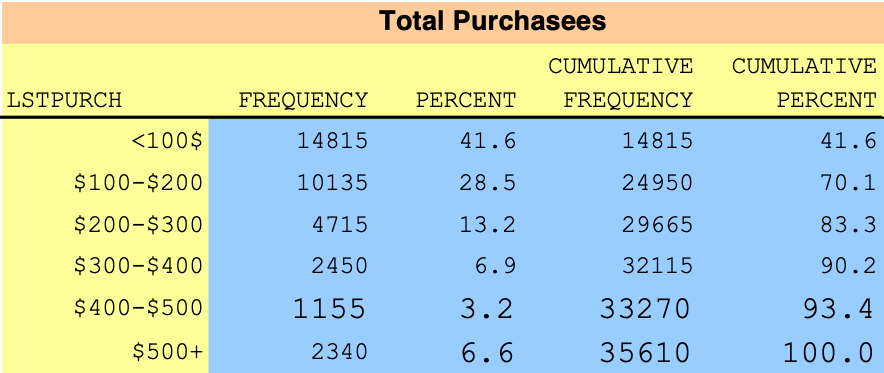 Total Purchasees
CUMULATIVE CUMULATIVE
LSTPURCH FREQUENCY PERCENT FREQUENCY PERCENT
<100$ 14815 41.6 14815 41.6
$100-$200 10135 28.5 24950 70.1
$200-$300 4715 13.2 29665 83.3
$300-$400 2450 6.9 32115 90.2
$400-$500 1155 3.2 33270 93.4
$500+ 2340 6.6 35610 100.0